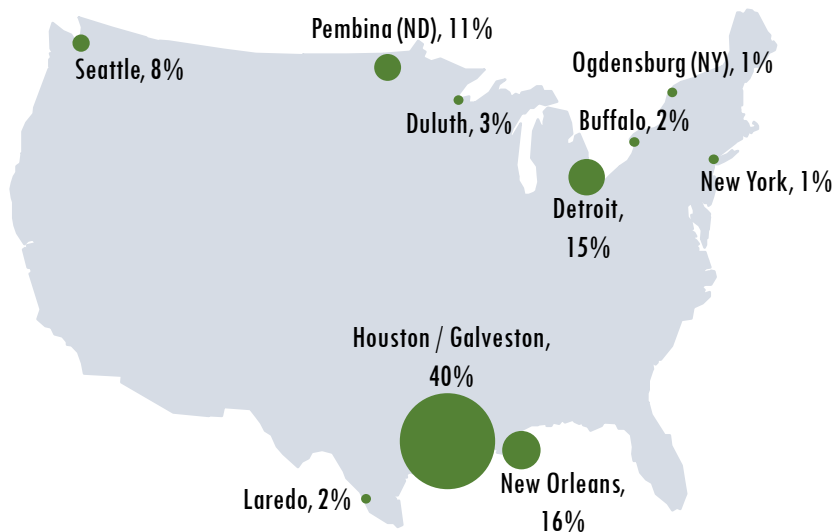 Pembina (ND), 11%
Seattle, 8%
Ogdensburg (NY), 1%
Duluth, 3%
Buffalo, 2%
New York, 1%
Detroit,
15%
Houston / Galveston,
40%
Laredo, 2%
New Orleans,
16%